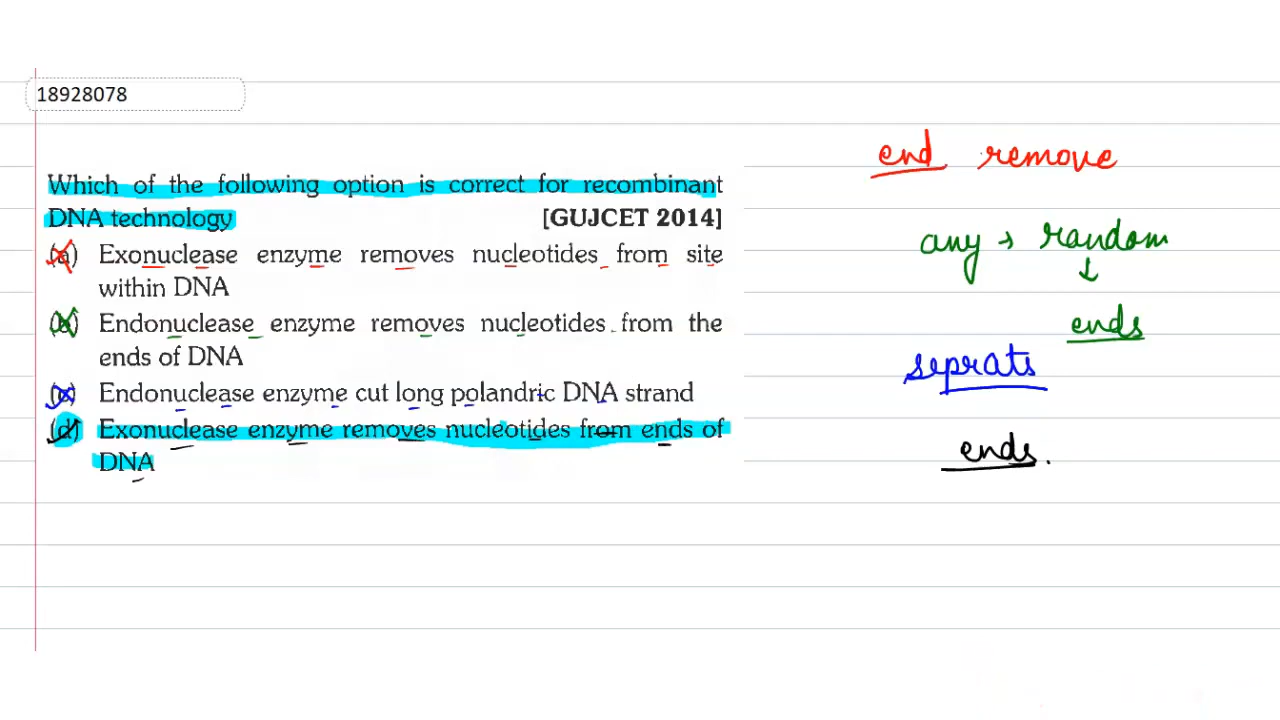 18928078
Which of the following option is correct for recombinant
DNA technology [GUJCET 2014]
(a) Exonuclease enzyme removes nucleotides from site
within DNA
(b) Endonuclease enzyme removes nucleotides from the
ends of DNA
(c) Endonuclease enzyme cut long polandric DNA strand
(d) Exonuclease enzyme removes nucleotides from ends of
DNA
end remove
any → random
↓
ends
seprats
ends.